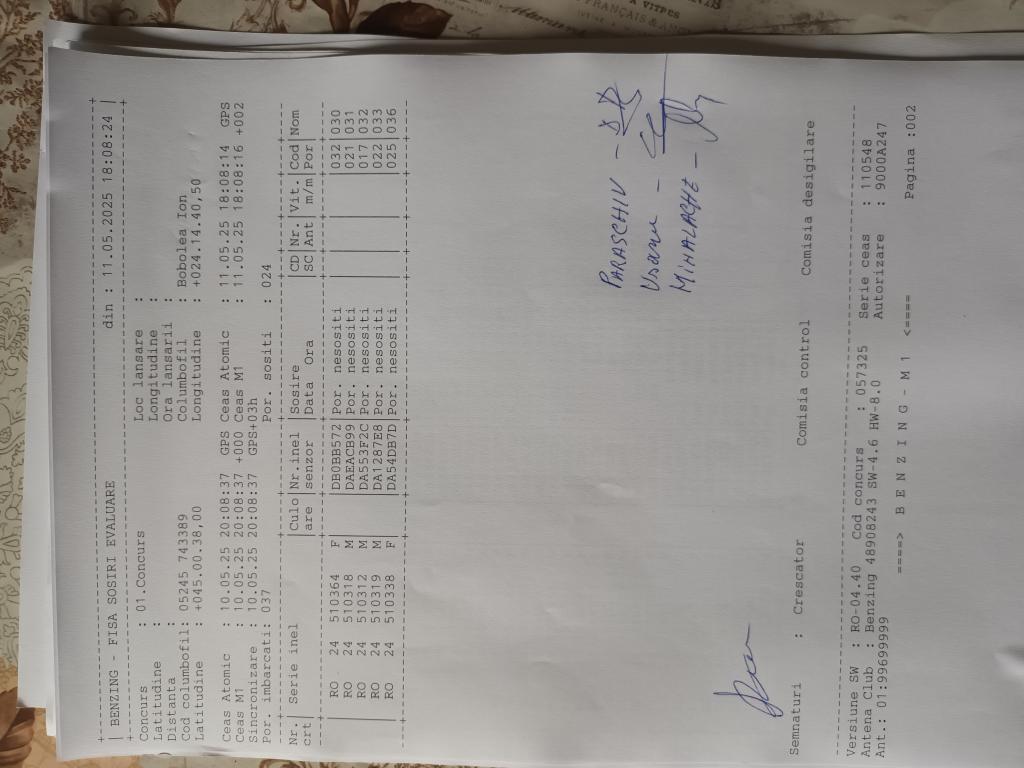 | BENZING - FISA SOSIRI EVALUARE din : 11.05.2025 18:08:24 |
Concurs : 01.Concurs Loc lansare :
Latitudine : Longitudine :
Distanta : Ora lansarii :
Cod columbofil: 05245 743389 Columbofil : Bobolea Ion
Latitudine : +045.00.38,00 Longitudine : +024.14.40,50
Ceas Atomic : 10.05.25 20:08:37 GPS Ceas Atomic : 11.05.25 18:08:14 GPS
Ceas M1 : 10.05.25 20:08:37 +000 Ceas M1 : 11.05.25 18:08:16 +002
Sincronizare : 10.05.25 20:08:37 GPS+03h
Por. imbarcati: 037 Por. sositi : 024
Nr. Serie inel |Culo|Nr.inel |Sosire |CD|Nr.|Vit.|Cod|Nom
crt |are |senzor |Data Ora |SC|Ant| m/m|Por|
| RO 24 510364 F | |DB0BB572|Por. nesositi | | | |032|030
| RO 24 510318 M | |DAEACB99|Por. nesositi | | | |021|031
| RO 24 510312 M | |DA553F2C|Por. nesositi | | | |017|032
| RO 24 510319 M | |DA1287E8|Por. nesositi | | | |022|033
| RO 24 510338 F | |DA54DB7D|Por. nesositi | | | |025|036
PARASCHIV -
MIHALACHE -
Semnaturi : Crescator Comisia control Comisia desigilare
Versiune SW : RO-04.40 Cod concurs : 057325 Serie ceas : 110548
Antena Club : Benzing 48908243 SW-4.6 HW-8.0 Autorizare : 9000A247
Ant.: 01:99699999
====> B E N Z I N G - M 1 <==== Pagina :002